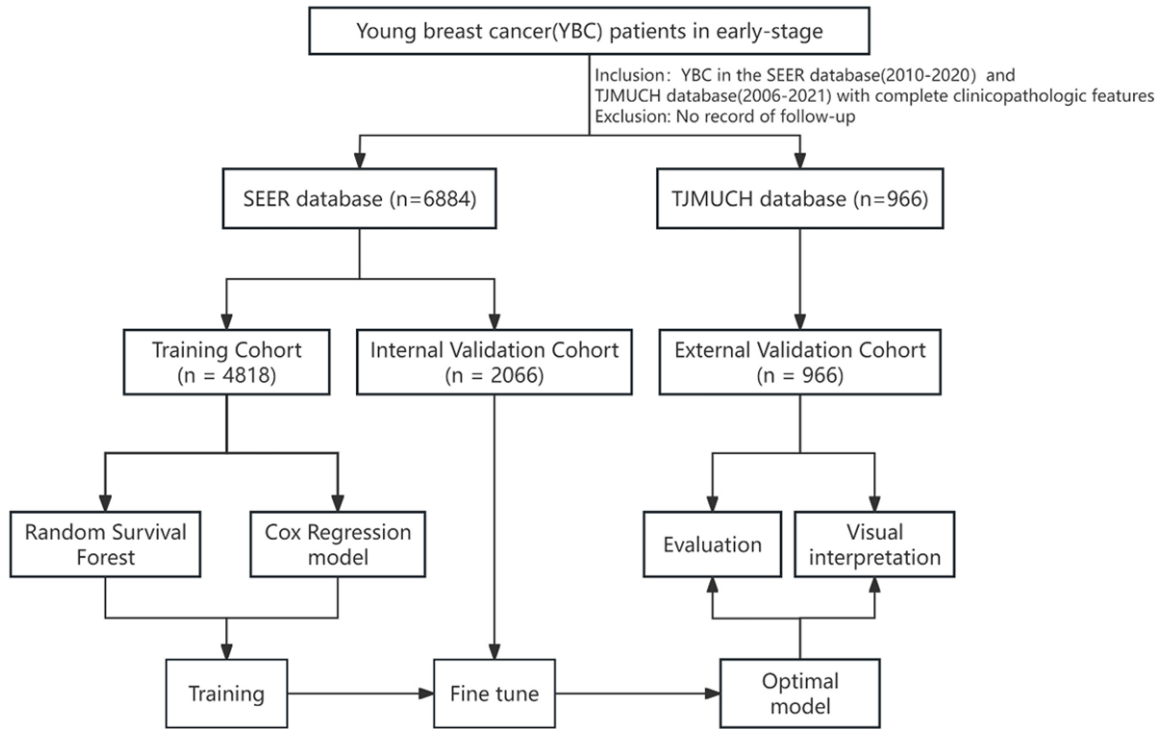 Young breast cancer(YBC) patients in early-stage
Inclusion: YBC in the SEER database(2010-2020) and
TJMUCH database(2006-2021) with complete clinicopathologic features
Exclusion: No record of follow-up
SEER database (n=6884)
TJMUCH database (n=966)
Training Cohort
(n = 4818)
Internal Validation Cohort
(n = 2066)
External Validation Cohort
(n = 966)
Random Survival
Forest
Cox Regression
model
Evaluation
Visual
interpretation
Training
Fine tune
Optimal
model